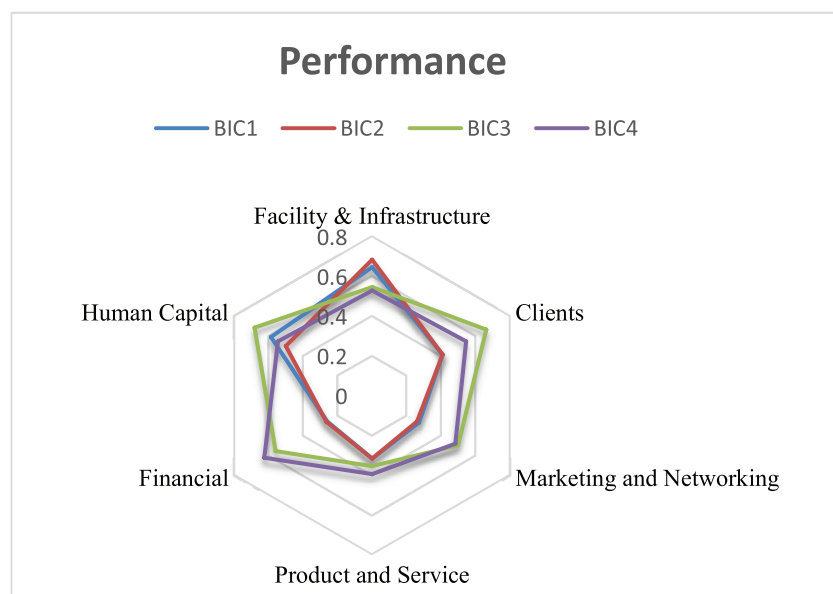 Performance
BIC1 BIC2 BIC3 BIC4
Facility & Infrastructure
0.8
0.6
Human Capital
Clients
0.4
0.2
0
Financial
Marketing and Networking
Product and Service